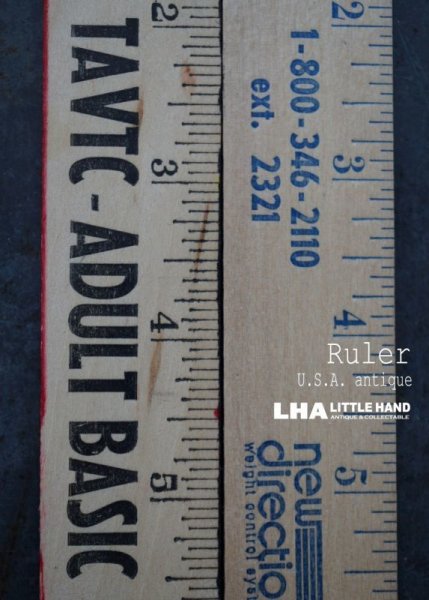 TAVTC - ADULT BASIC
2
3
4
5
1-800-346-2110
ext. 2321
new
directio
weight control syste
2
3
4
5
Ruler
U.S.A. antique
LHA LITTLE HAND
ANTIQUE & COLLECTABLE